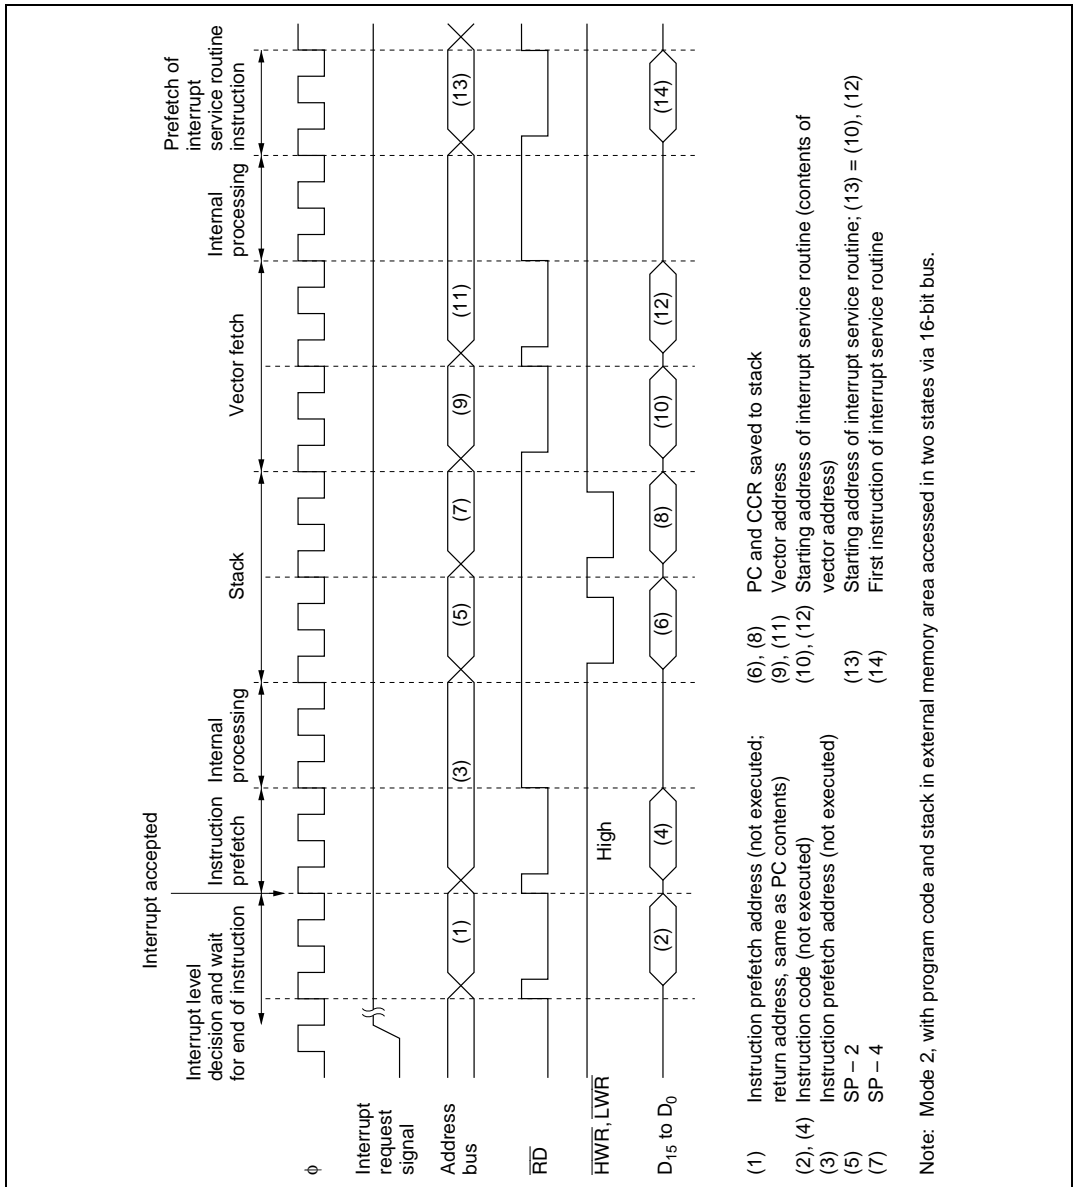 Interrupt accepted
Interrupt level
decision and wait
for end of instruction
Instruction
prefetch
Internal
processing
Stack
Vector fetch
Internal
processing
Prefetch of
interrupt
service routine
instruction
φ
Interrupt
request
signal
Address
bus
(1)
(3)
(5)
(7)
(9)
(11)
(13)
RD
HWR, LWR
High
D15 to D0
(2)
(4)
(6)
(8)
(10)
(12)
(14)
(1) Instruction prefetch address (not executed;
return address, same as PC contents)
(2), (4) Instruction code (not executed)
(3) Instruction prefetch address (not executed)
(5) SP – 2
(7) SP – 4
(6), (8) PC and CCR saved to stack
(9), (11) Vector address
(10), (12) Starting address of interrupt service routine (contents of
vector address)
(13) Starting address of interrupt service routine; (13) = (10), (12)
(14) First instruction of interrupt service routine
Note: Mode 2, with program code and stack in external memory area accessed in two states via 16-bit bus.